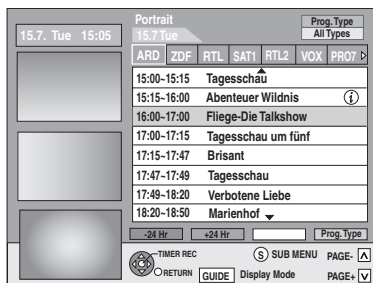 Portrait
Prog.Type
All Types
15.7. Tue 15:05
15.7 Tue
ARD ZDF RTL SAT1 RTL2 VOX PRO7
15:00~15:15 Tagesschau
15:15~16:00 Abenteuer Wildnis i
16:00~17:00 Fliege-Die Talkshow
17:00~17:15 Tagesschau um fünf
17:15~17:47 Brisant
17:47~17:49 Tagesschau
17:49~18:20 Verbotene Liebe
18:20~18:50 Marienhof
-24 Hr +24 Hr Prog.Type
TIMER REC S SUB MENU PAGE-
RETURN GUIDE Display Mode PAGE+